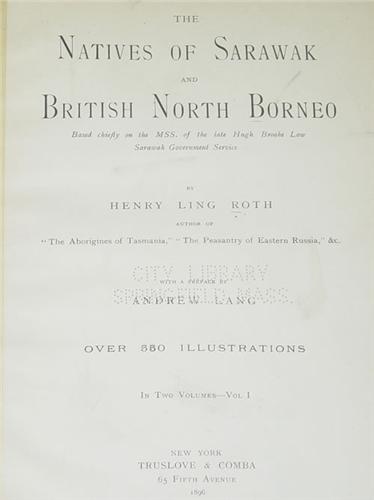 THE
NATIVES OF SARAWAK
AND
BRITISH NORTH BORNEO
Based chiefly on the MSS. of the late Hugh Brooke Low
Sarawak Government Service
BY
HENRY LING ROTH
AUTHOR OF
"The Aborigines of Tasmania," "The Peasantry of Eastern Russia," &c.
WITH A PREFACE BY
CITY LIBRARY
SPRINGFIELD, MASS.
ANDREW LANG
OVER 550 ILLUSTRATIONS
IN TWO VOLUMES—VOL I
NEW YORK
TRUSLOVE & COMBA
65 FIFTH AVENUE
1896